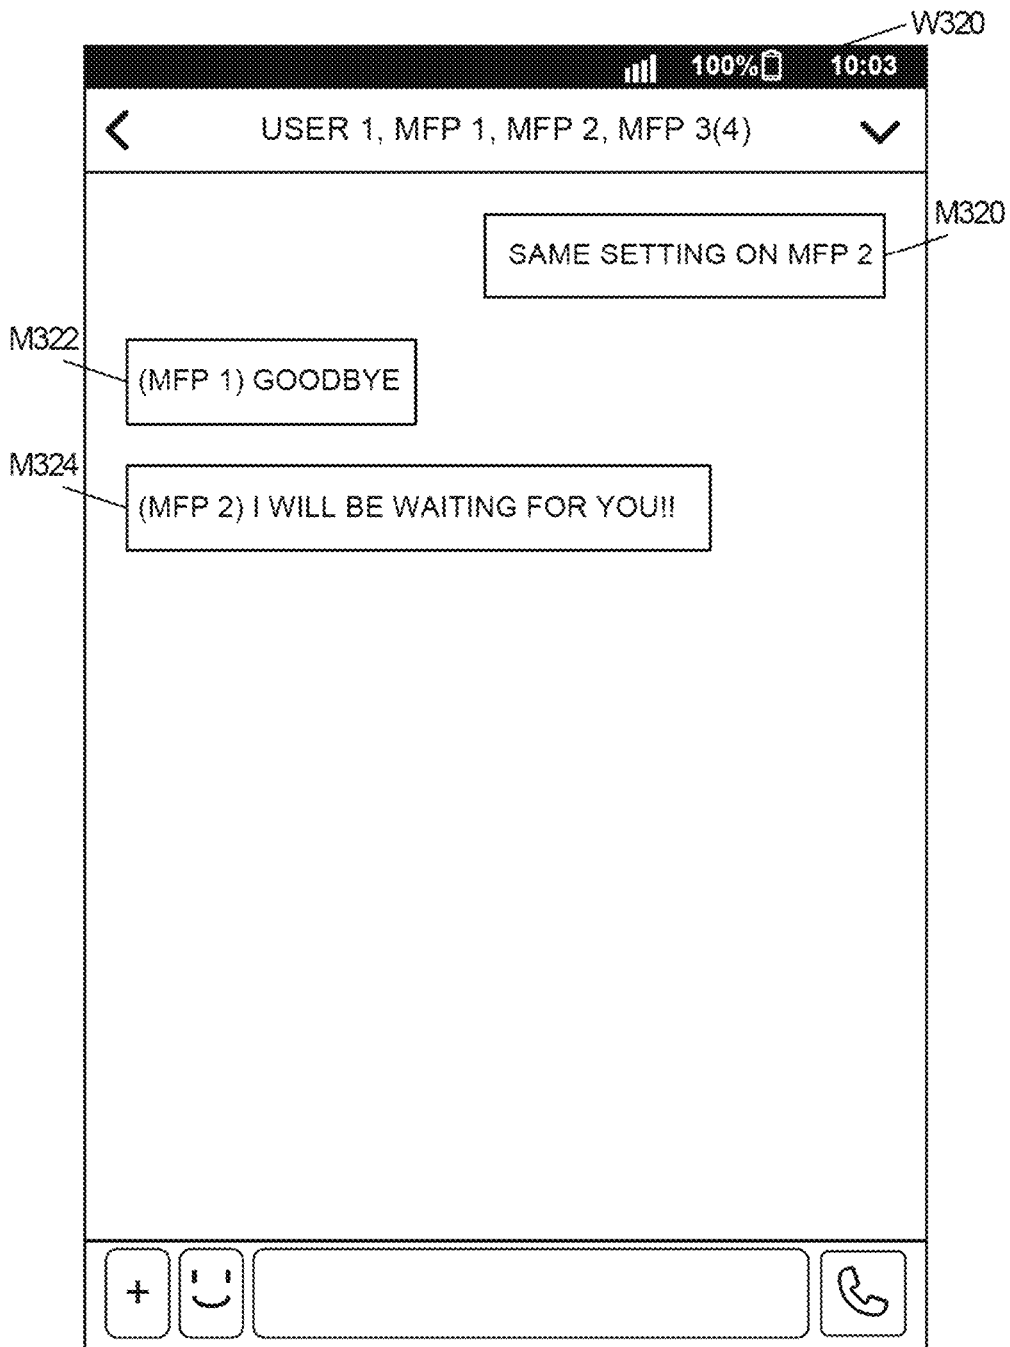 W320
100% 10:03
USER 1, MFP 1, MFP 2, MFP 3(4)
M320
SAME SETTING ON MFP 2
M322
(MFP 1) GOODBYE
M324
(MFP 2) I WILL BE WAITING FOR YOU!!
+